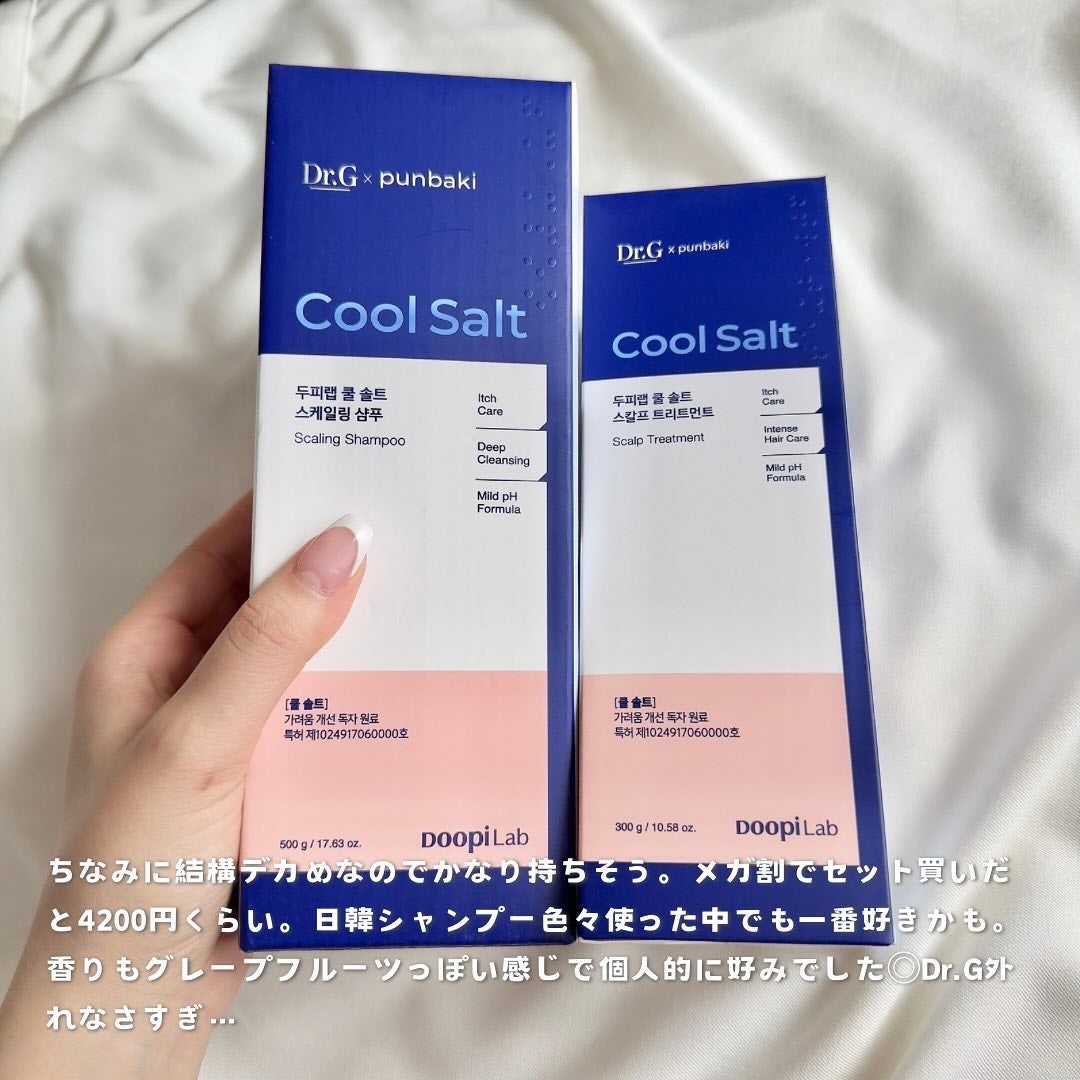 Dr.G × punbaki
Cool Salt
두피랩 쿨 솔트
스케일링 샴푸
Scaling Shampoo
Itch
Care
Deep
Cleansing
Mild pH
Formula
[쿨 솔트]
가려움 개선 독자 원료
특허 제1024917060000호
500 g / 17.63 oz.
DOOpi Lab
Dr.G × punbaki
Cool Salt
두피랩 쿨 솔트
스칼프 트리트먼트
Scalp Treatment
Itch
Care
Intense
Hair Care
Mild pH
Formula
[쿨 솔트]
가려움 개선 독자 원료
특허 제1024917060000호
300 g / 10.58 oz.
DOOpi Lab
ちなみに結構デカめなのでかなり持ちそう。メガ割でセット買いだ
と4200円くらい。日韓シャンプー色々使った中でも一番好きかも。
香りもグレープフルーツっぽい感じで個人的に好みでした◎Dr.G外
れなさすぎ…